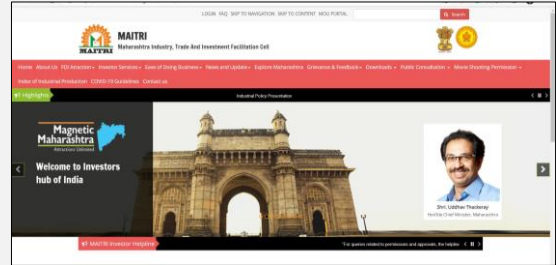 LOGIN FAQ SKIP TO NAVIGATION SKIP TO CONTENT MOU PORTAL
Search
MAITRI
Maharashtra Industry, Trade And Investment Facilitation Cell
MAITRI
Home About Us FDI Attraction Investor Services Ease of Doing Business News and Update Explore Maharashtra Grievance & Feedback Downloads Public Consultation Movie Shooting Permission
Index of Industrial Production COVID-19 Guidelines Contact us
Highlights
Industrial Policy Presentation
Magnetic
Maharashtra
Attractions Unlimited
Welcome to Investors
hub of India
Shri. Uddhav Thackeray
Hon'ble Chief Minister, Maharashtra
MAITRI Investor Helpline
"For queries related to permissions and approvals, the helpline